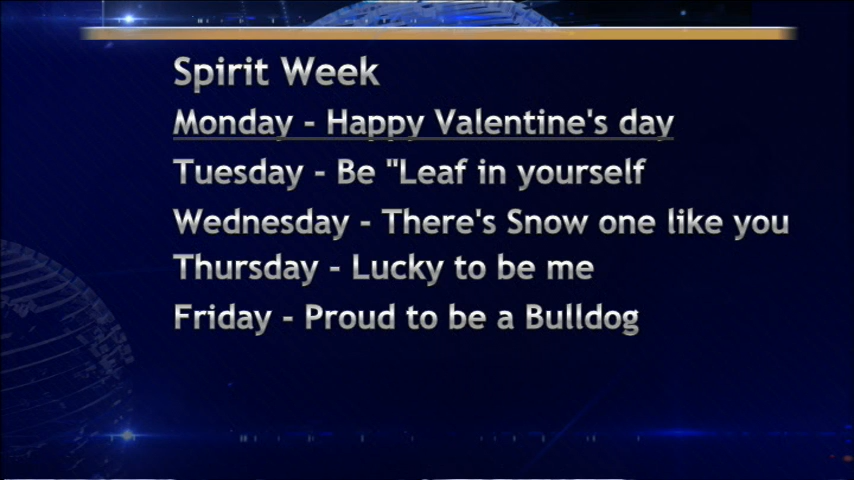 Spirit Week
Monday - Happy Valentine's day
Tuesday - Be "Leaf in yourself
Wednesday - There's Snow one like you
Thursday - Lucky to be me
Friday - Proud to be a Bulldog